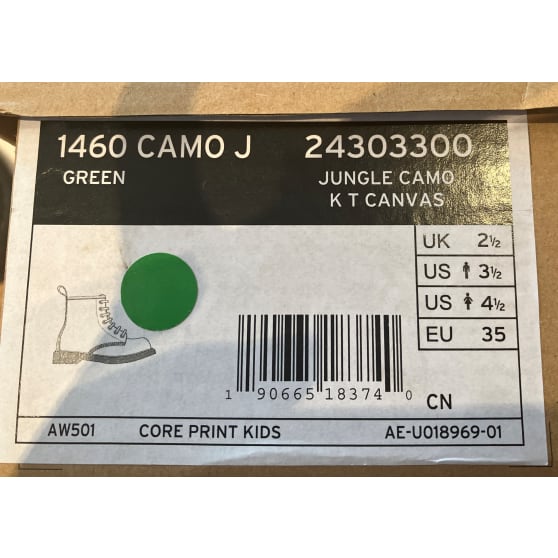 1460 CAMO J 24303300
GREEN JUNGLE CAMO
K T CANVAS
UK 2½
US 3½
US 4½
EU 35
1 90665 18374 0
CN
AW501 CORE PRINT KIDS AE-U018969-01